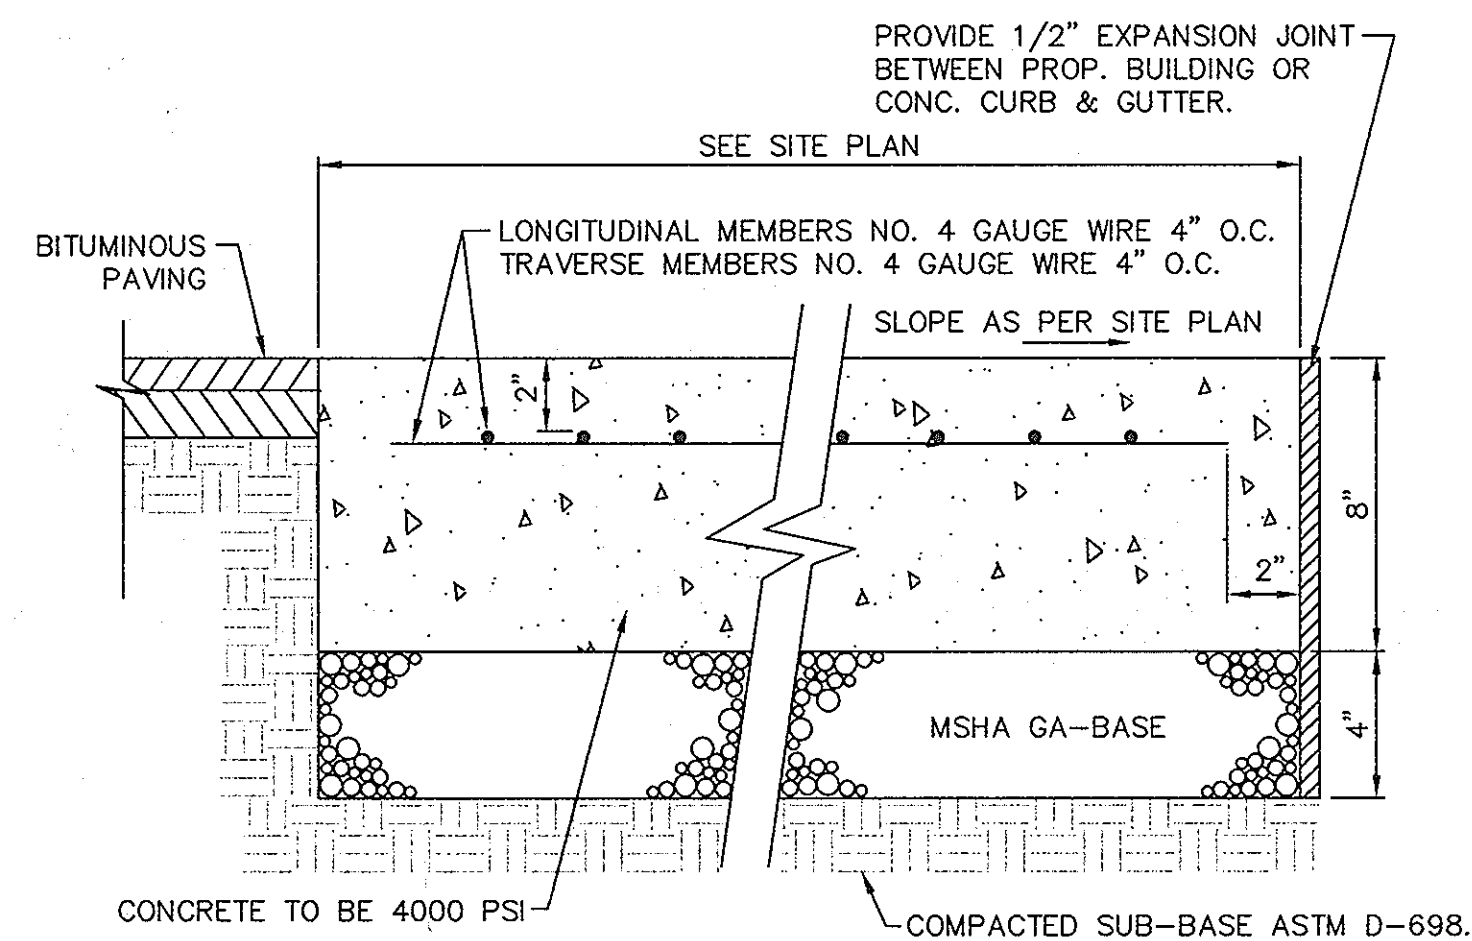 PROVIDE 1/2" EXPANSION JOINT
BETWEEN PROP. BUILDING OR
CONC. CURB & GUTTER.
SEE SITE PLAN
LONGITUDINAL MEMBERS NO. 4 GAUGE WIRE 4" O.C.
TRAVERSE MEMBERS NO. 4 GAUGE WIRE 4" O.C.
BITUMINOUS
PAVING
SLOPE AS PER SITE PLAN
2"
8"
2"
MSHA GA-BASE
4"
CONCRETE TO BE 4000 PSI
COMPACTED SUB-BASE ASTM D-698.